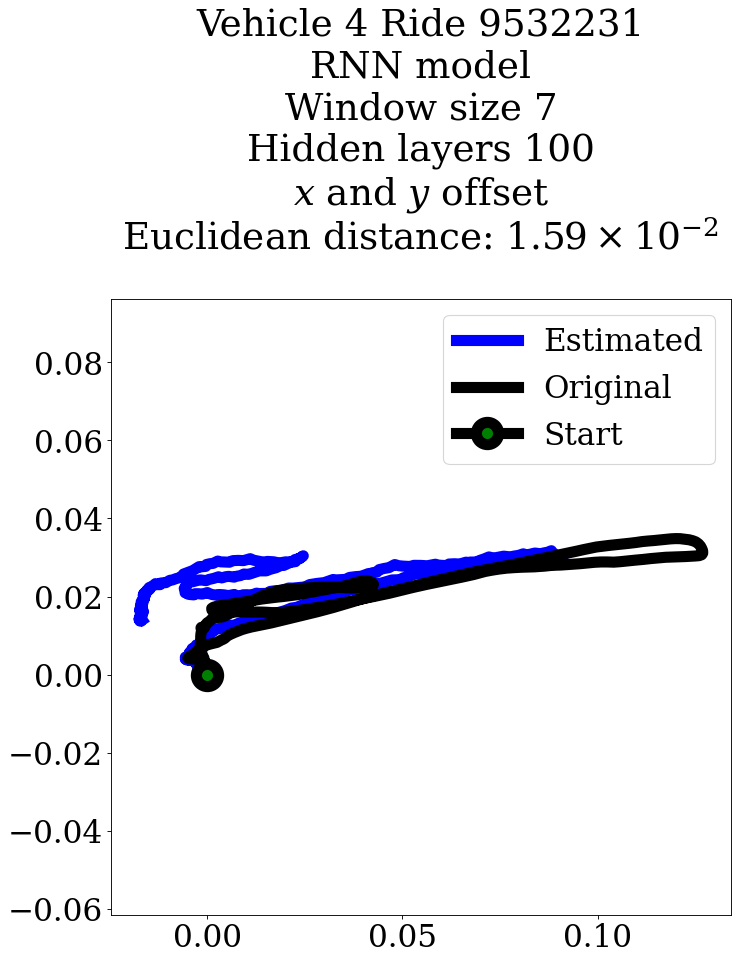 Vehicle 4 Ride 9532231
RNN model
Window size 7
Hidden layers 100
x and y offset
Euclidean distance: 1.59 × 10⁻²
Estimated
Original
Start
0.08
0.06
0.04
0.02
0.00
−0.02
−0.04
−0.06
0.00 0.05 0.10